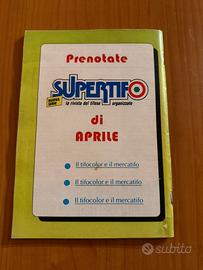 Prenotate
SUPERTIFO
la rivista del tifoso organizzato
di
APRILE
Il tifocolor e il mercatifo
Il tifocolor e il mercatifo
Il tifocolor e il mercatifo
subito